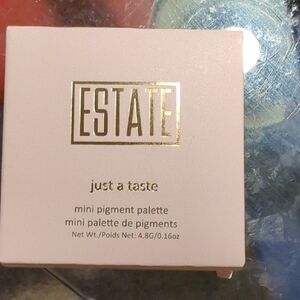 ESTATE
just a taste
mini pigment palette
mini palette de pigments
Net Wt./Poids Net: 4.8G/0.16oz